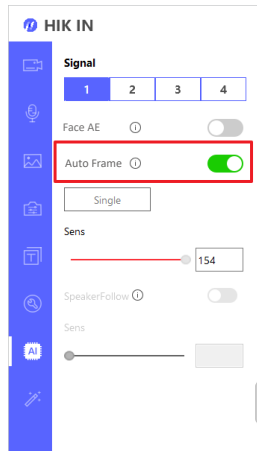 HIK IN
Signal
1 2 3 4
Face AE
Auto Frame
Single
Sens
154
SpeakerFollow
Sens
AI